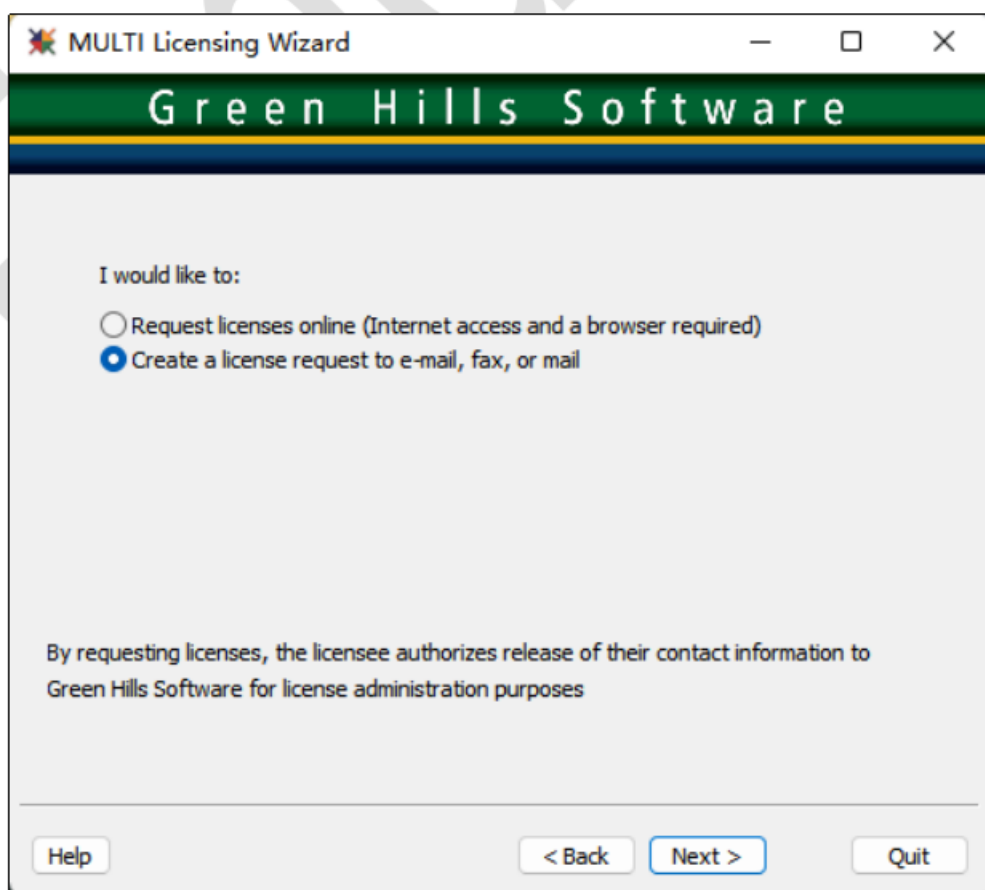 MULTI Licensing Wizard
Green Hills Software
I would like to:
Request licenses online (Internet access and a browser required)
Create a license request to e-mail, fax, or mail
By requesting licenses, the licensee authorizes release of their contact information to
Green Hills Software for license administration purposes
Help
< Back
Next >
Quit